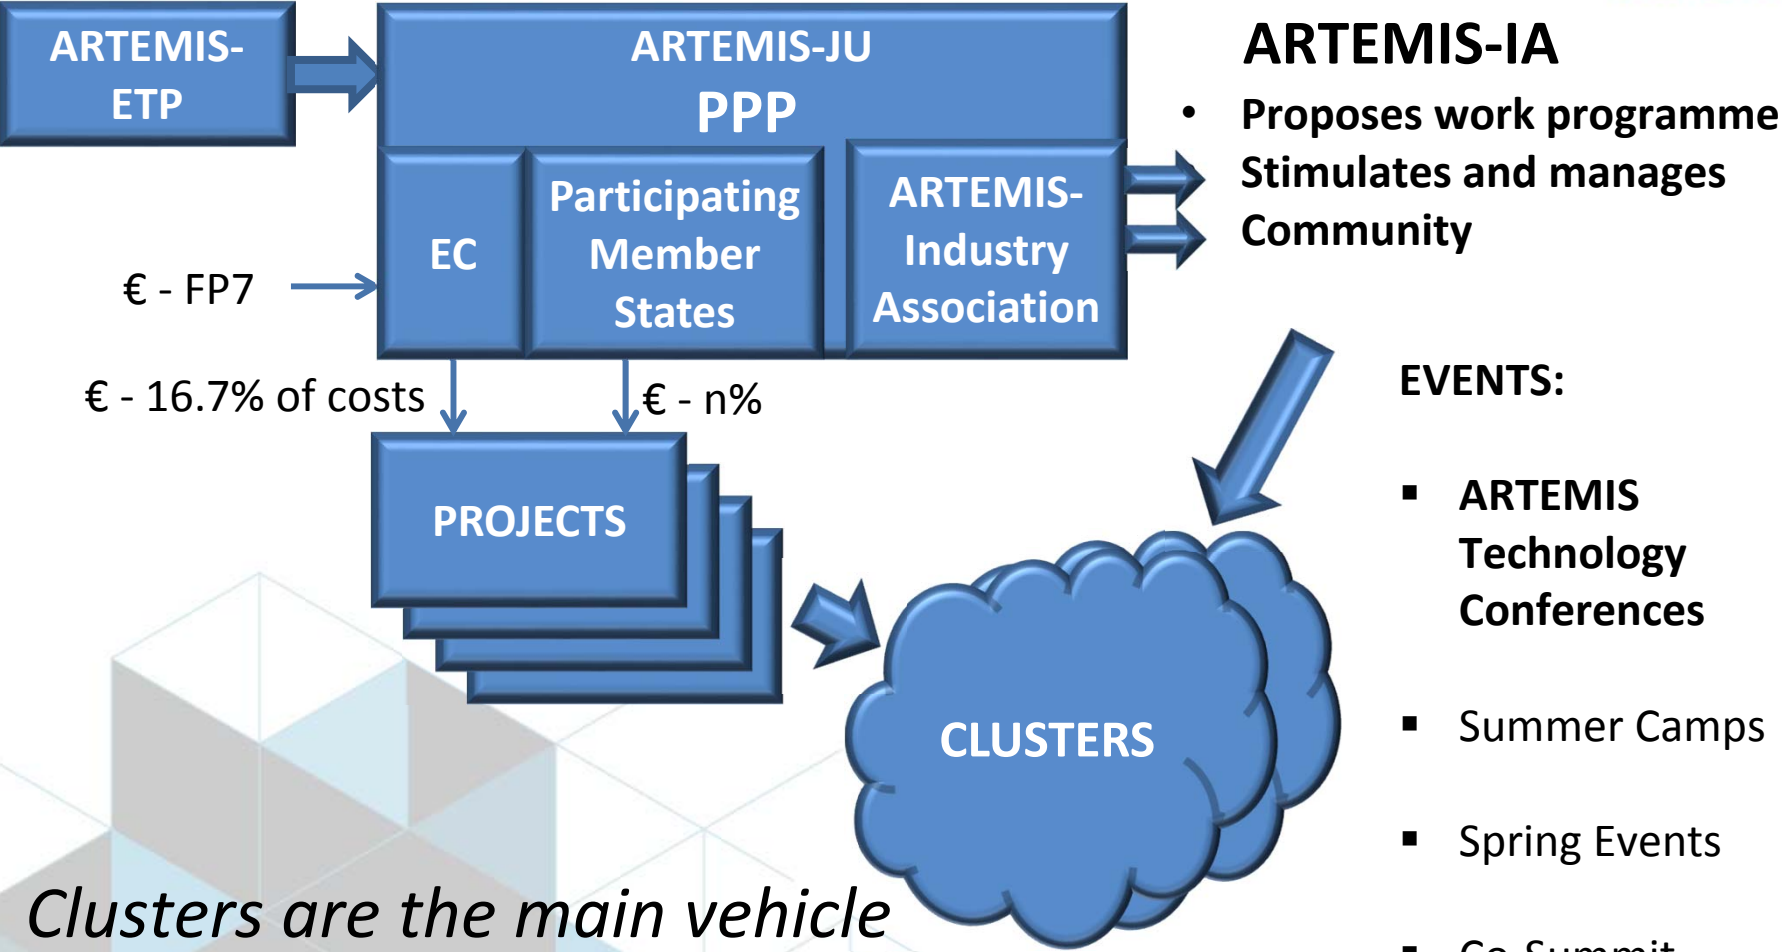 ARTEMIS-
ETP
ARTEMIS-JU
PPP
EC
Participating
Member
States
ARTEMIS-
Industry
Association
ARTEMIS-IA
• Proposes work programme
Stimulates and manages
Community
€ - FP7
€ - 16.7% of costs
€ - n%
PROJECTS
CLUSTERS
EVENTS:
▪ ARTEMIS
Technology
Conferences
▪ Summer Camps
▪ Spring Events
▪ Co-Summit
Clusters are the main vehicle